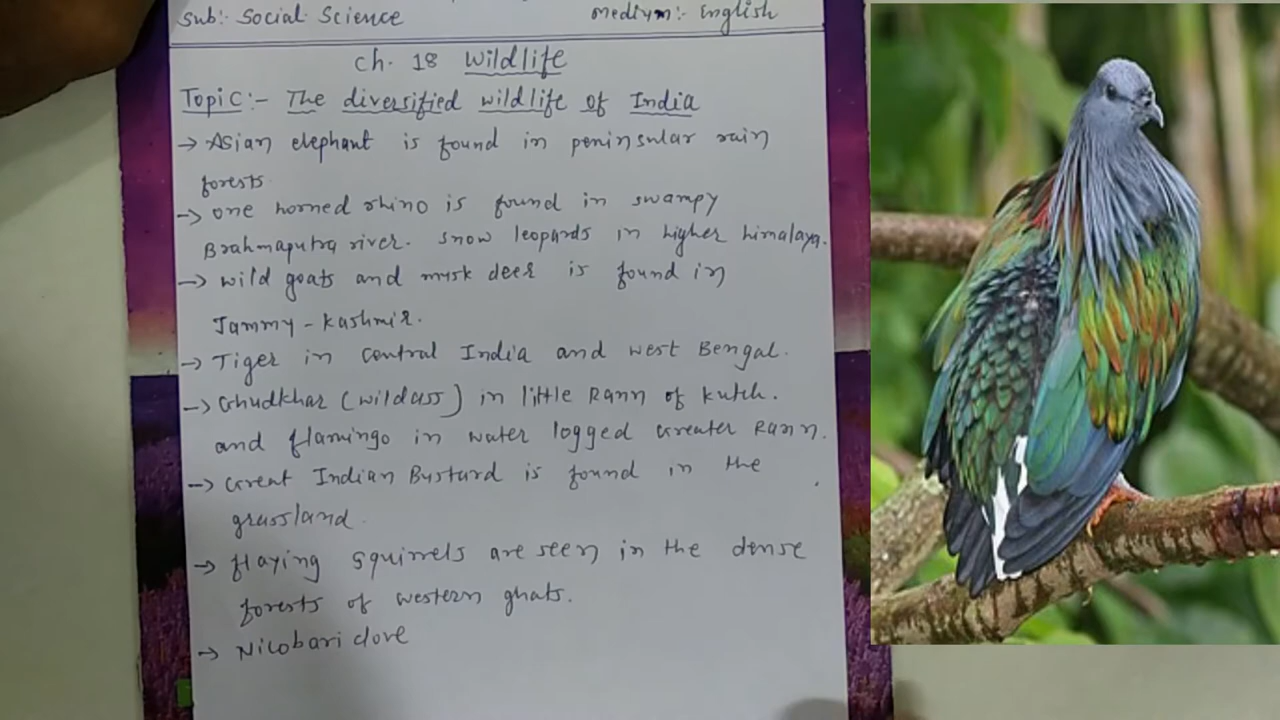 Sub:- Social Science
Medium:- English
Ch. 18 Wildlife
Topic:- The diversified wildlife of India
→ Asian elephant is found in peninsular rain
forests
→ one horned rhino is found in swampy
Brahmaputra river. Snow leopards in higher himalaya.
→ wild goats and musk deer is found in
Jammy-Kashmir.
→ Tiger in central India and West Bengal.
→ Ghudkhar (wildass) in little Rann of Kutch.
and flamingo in water logged Greater Rann.
→ Great Indian Bustard is found in the
grassland.
→ flaying squirrels are seen in the dense
forests of western ghats.
→ Nicobari dove